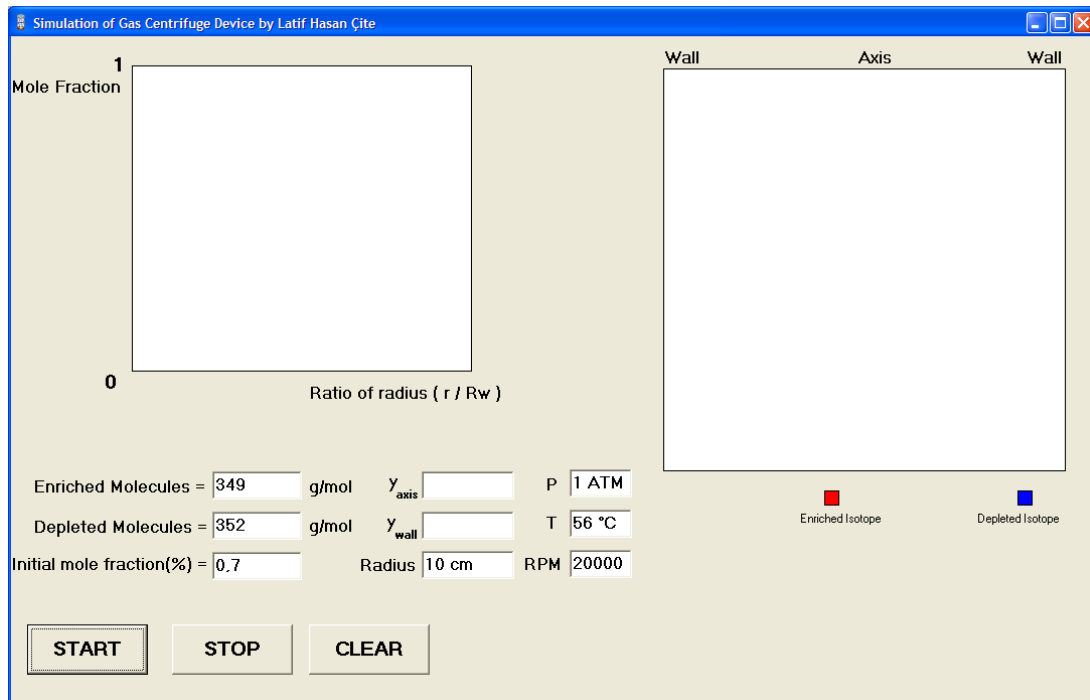 Simulation of Gas Centrifuge Device by Latif Hasan Çite
1
Mole Fraction
0
Ratio of radius ( r / Rw )
Wall Axis Wall
Enriched Isotope Depleted Isotope
Enriched Molecules = 349 g/mol y axis P 1 ATM
Depleted Molecules = 352 g/mol y wall T 56 °C
Initial mole fraction(%) = 0,7 Radius 10 cm RPM 20000
START STOP CLEAR